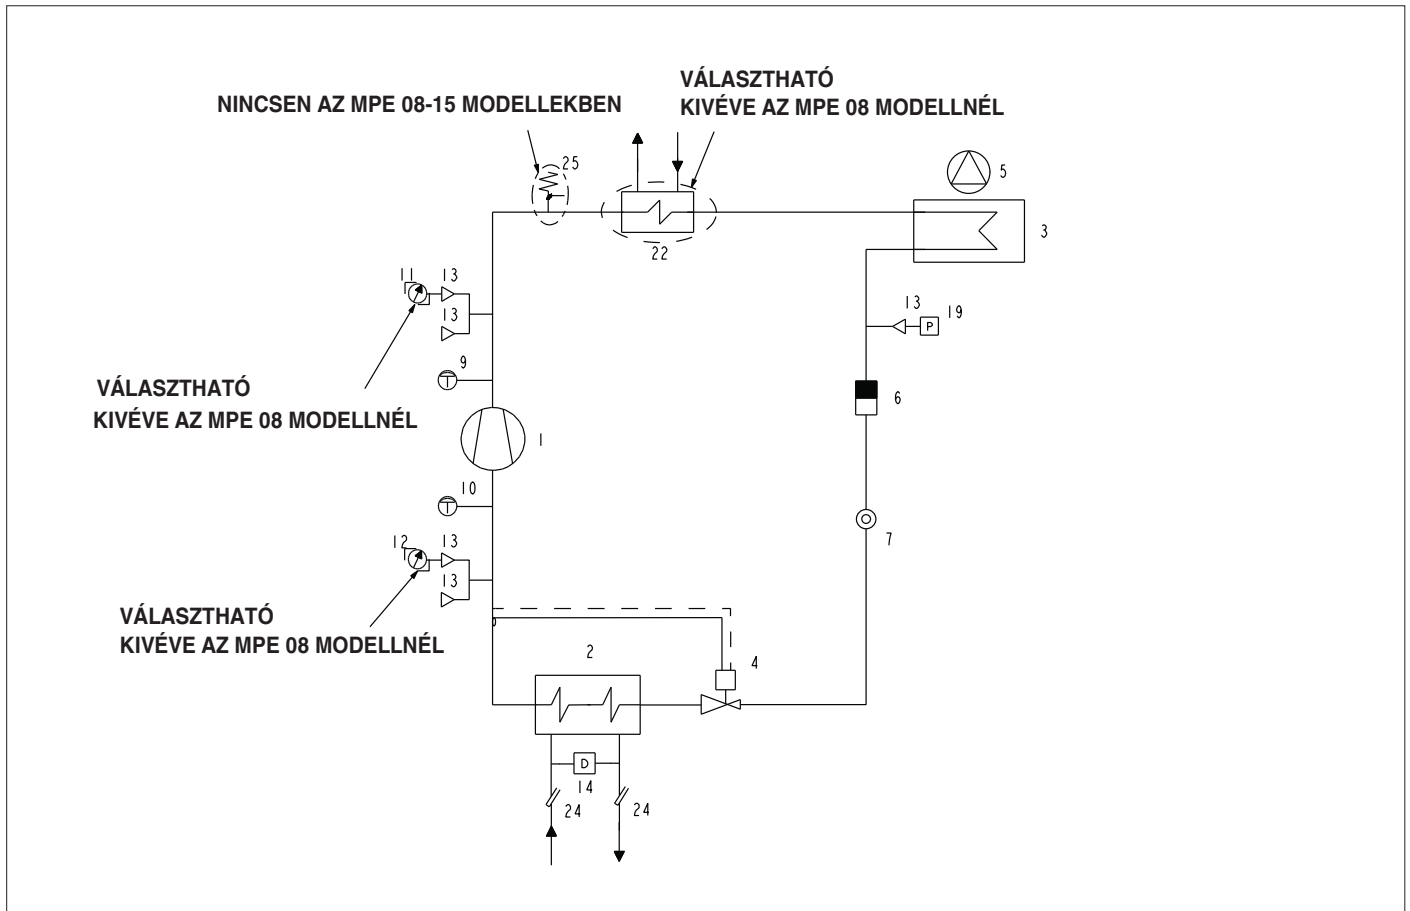 VÁLASZTHATÓ
KIVÉVE AZ MPE 08 MODELLNÉL
NINCSEN AZ MPE 08-15 MODELLEKBEN
25
5
22
3
11
13
13
13
19
P
9
T
VÁLASZTHATÓ
KIVÉVE AZ MPE 08 MODELLNÉL
6
1
10
T
7
12
13
13
VÁLASZTHATÓ
KIVÉVE AZ MPE 08 MODELLNÉL
2
4
D
14
24
24